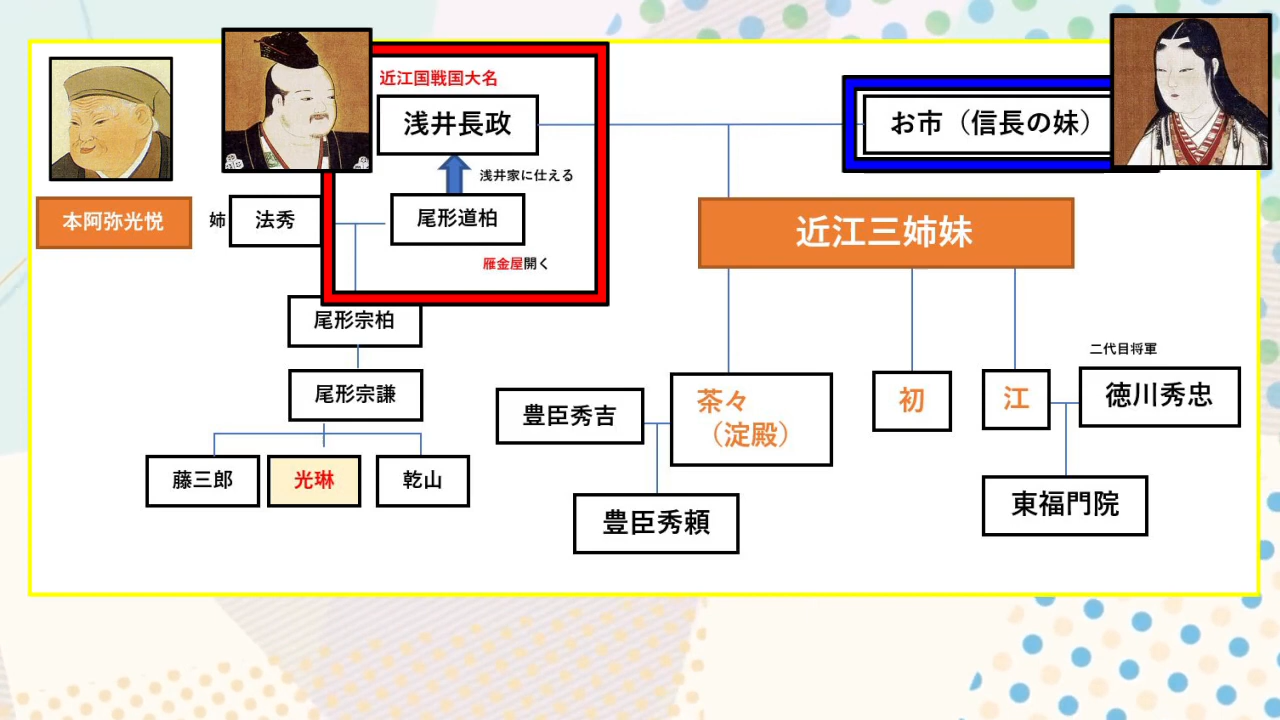 近江国戦国大名
浅井長政
お市（信長の妹）
浅井家に仕える
本阿弥光悦
姉
法秀
尾形道柏
近江三姉妹
雁金屋開く
尾形宗柏
二代目将軍
尾形宗謙
豊臣秀吉
茶々
（淀殿）
初
江
徳川秀忠
藤三郎
光琳
乾山
豊臣秀頼
東福門院